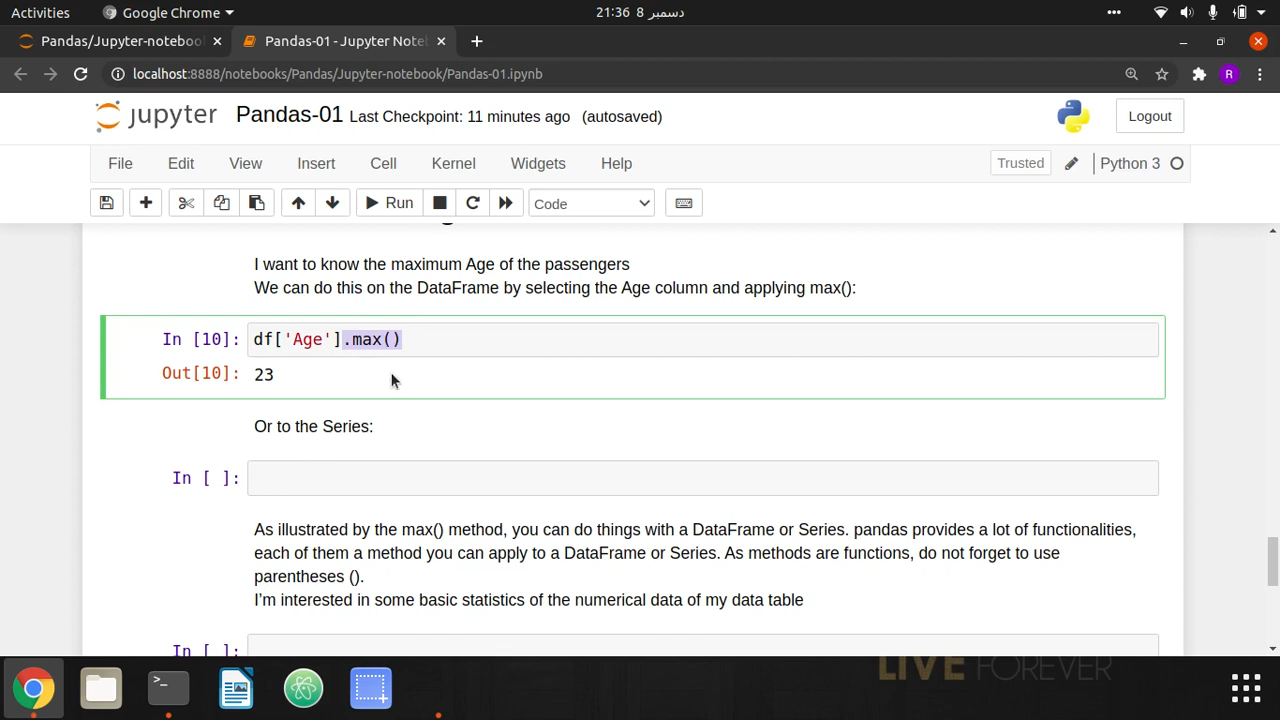 Activities
Google Chrome
21:36 8 دسمبر
Pandas/Jupyter-noteboo
Pandas-01 - Jupyter Note
localhost:8888/notebooks/Pandas/Jupyter-notebook/Pandas-01.ipynb
R
jupyter
Pandas-01 Last Checkpoint: 11 minutes ago (autosaved)
Logout
File Edit View Insert Cell Kernel Widgets Help
Trusted
Python 3
Run
Code
I want to know the maximum Age of the passengers
We can do this on the DataFrame by selecting the Age column and applying max():
In [10]: df['Age'].max()
Out[10]: 23
Or to the Series:
In [ ]:
As illustrated by the max() method, you can do things with a DataFrame or Series. pandas provides a lot of functionalities,
each of them a method you can apply to a DataFrame or Series. As methods are functions, do not forget to use
parentheses ().
I'm interested in some basic statistics of the numerical data of my data table
In [ ]:
LIVE FOREVER